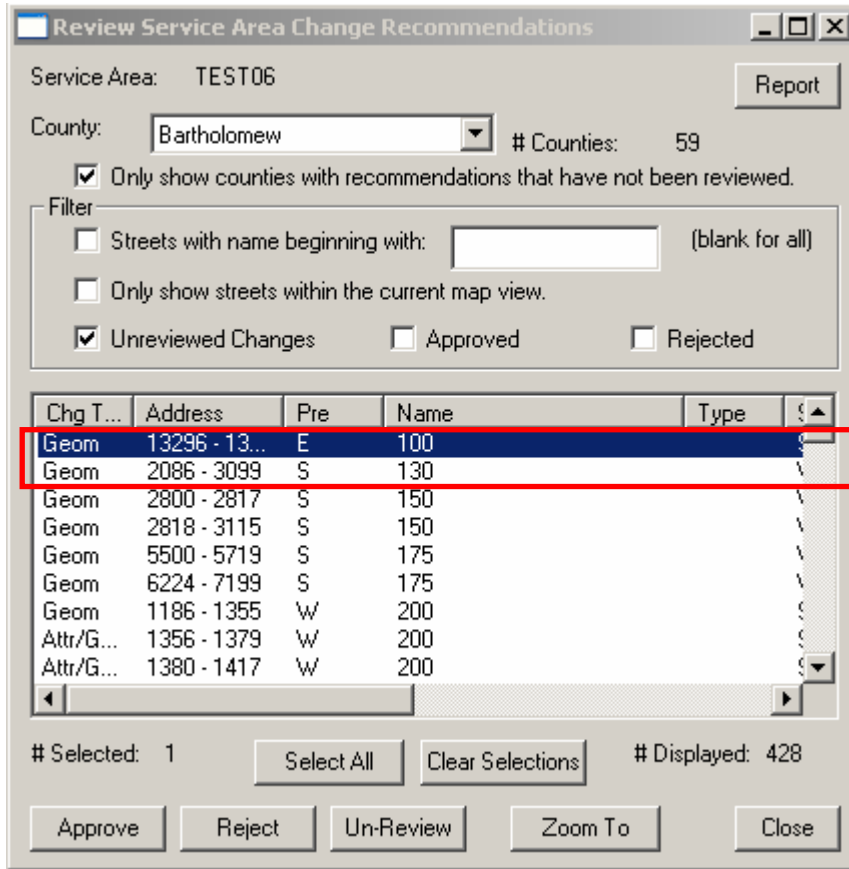 Review Service Area Change Recommendations
Service Area: TEST06 Report
County: Bartholomew # Counties: 59
Only show counties with recommendations that have not been reviewed.
Filter
Streets with name beginning with: (blank for all)
Only show streets within the current map view.
Unreviewed Changes Approved Rejected
Chg T... Address Pre Name Type
Geom 13296 - 13... E 100
Geom 2086 - 3099 S 130
Geom 2800 - 2817 S 150
Geom 2818 - 3115 S 150
Geom 5500 - 5719 S 175
Geom 6224 - 7199 S 175
Geom 1186 - 1355 W 200
Attr/G... 1356 - 1379 W 200
Attr/G... 1380 - 1417 W 200
# Selected: 1 Select All Clear Selections # Displayed: 428
Approve Reject Un-Review Zoom To Close